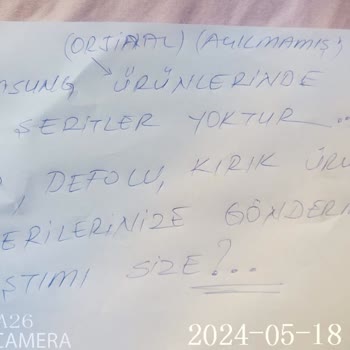 (ORJİNAL) (AÇILMAMIŞ)
SUNG, ÜRÜNLERİNDE
ŞERİTLER YOKTUR...
DEFOLU, KIRIK ÜRÜ
ERİLERİNİZE GÖNDERİ
ŞTIMI SİZE?...
A26
CAMERA
2024-05-18